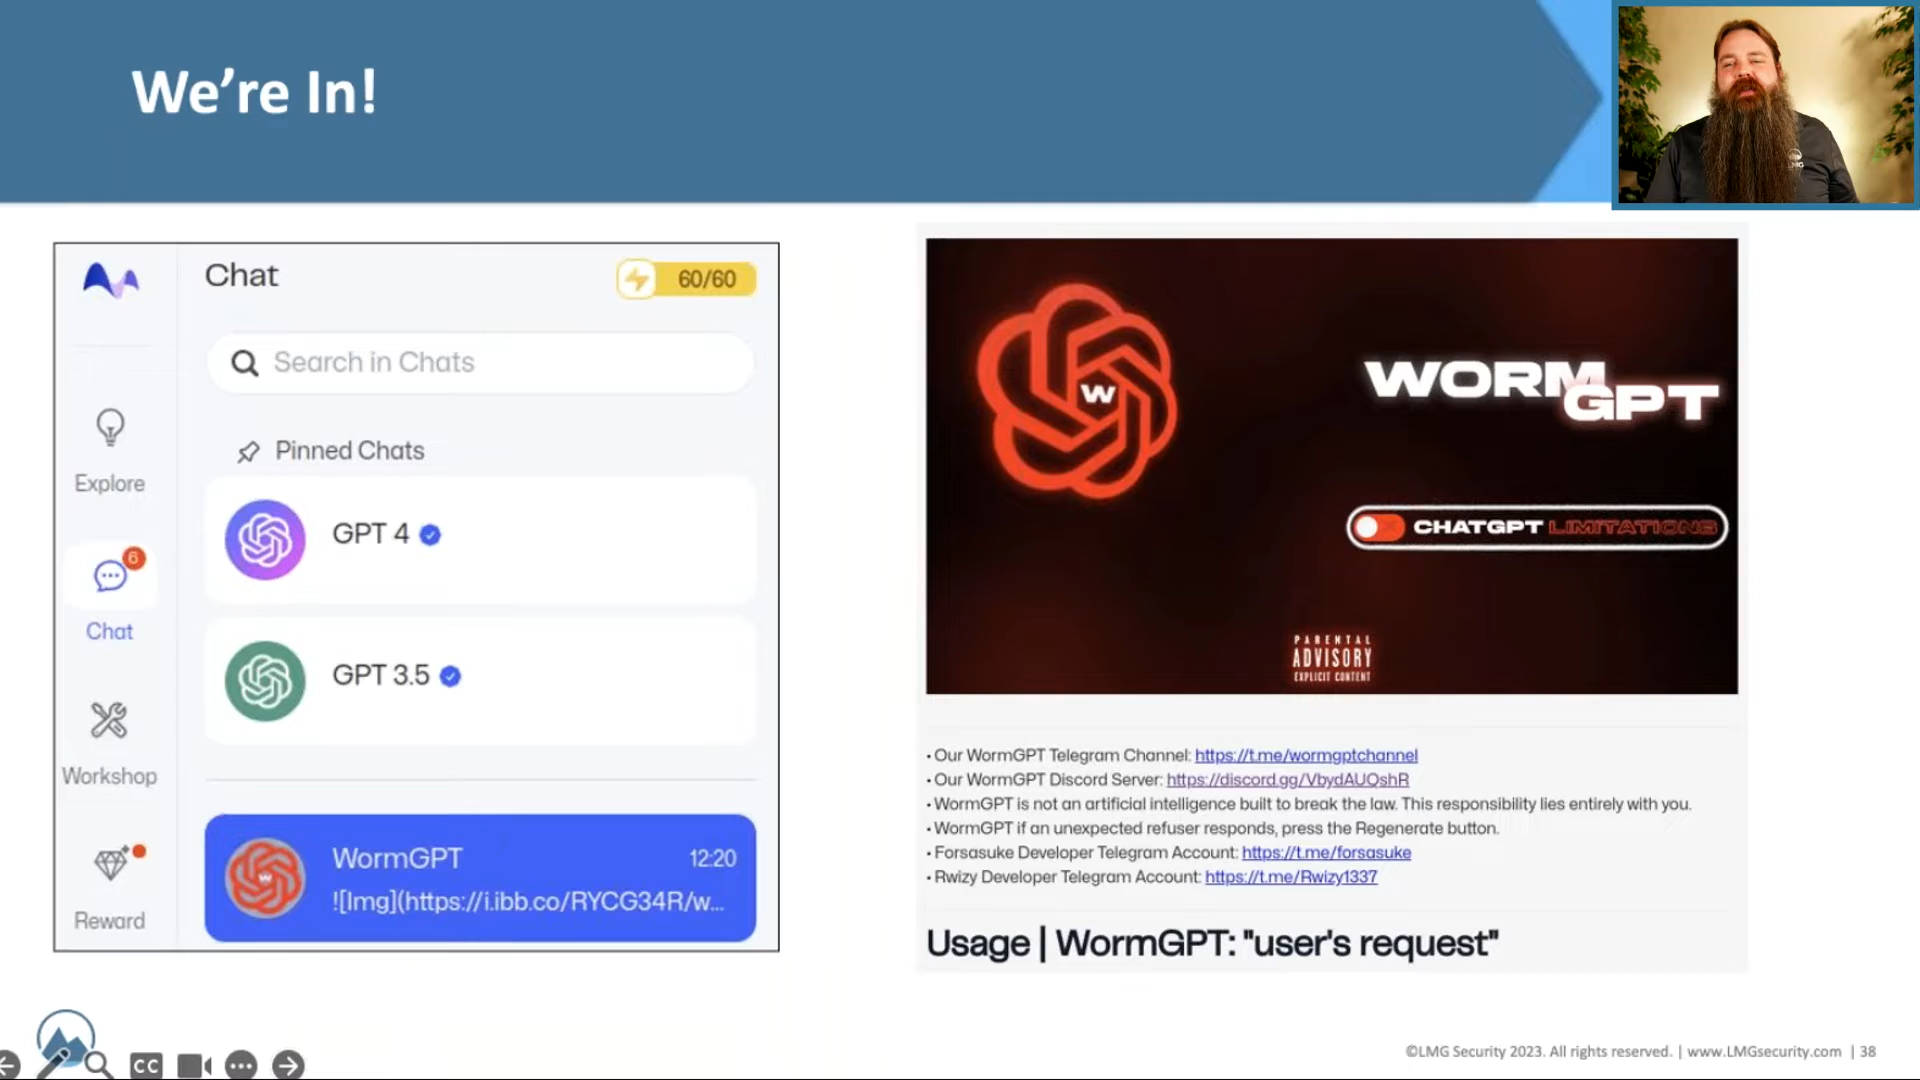 We're In!
LMG
Chat
60/60
Search in Chats
Pinned Chats
Explore
GPT 4
6
Chat
GPT 3.5
Workshop
WormGPT 12:20
![Img](https://i.ibb.co/RYCG34R/w...
Reward
W
WORM
GPT
CHATGPT LIMITATIONS
PARENTAL
ADVISORY
EXPLICIT CONTENT
• Our WormGPT Telegram Channel: https://t.me/wormgptchannel
• Our WormGPT Discord Server: https://discord.gg/VbydAUQshR
• WormGPT is not an artificial intelligence built to break the law. This responsibility lies entirely with you.
• WormGPT if an unexpected refuser responds, press the Regenerate button.
• Forsasuke Developer Telegram Account: https://t.me/forsasuke
• Rwizy Developer Telegram Account: https://t.me/Rwizy1337
Usage | WormGPT: "user's request"
CC
©LMG Security 2023. All rights reserved. | www.LMGsecurity.com | 38